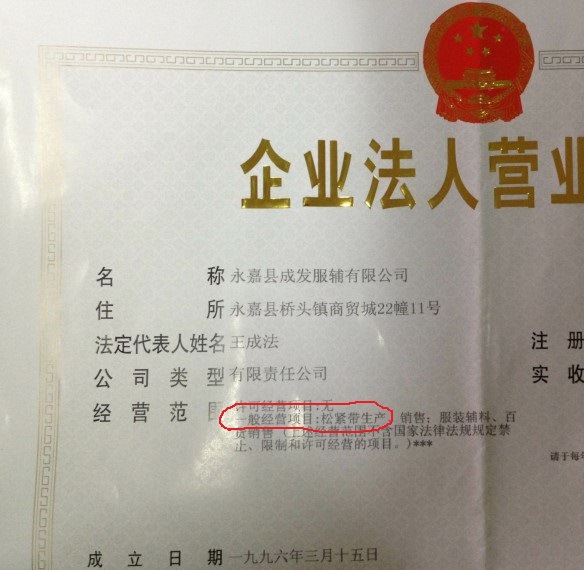 企业法人营业
名 称 永嘉县成发服辅有限公司
住 所 永嘉县桥头镇商贸城22幢11号
法定代表人姓名 王成法
注 册
公 司 类 型 有限责任公司
实 收
经 营 范 围 许可经营项目:无
一般经营项目:松紧带生产、销售；服装辅料、百
货销售（上述经营范围不含国家法律法规规定禁
止、限制和许可经营的项目。)***
请于每年
成 立 日 期 一九九六年三月十五日